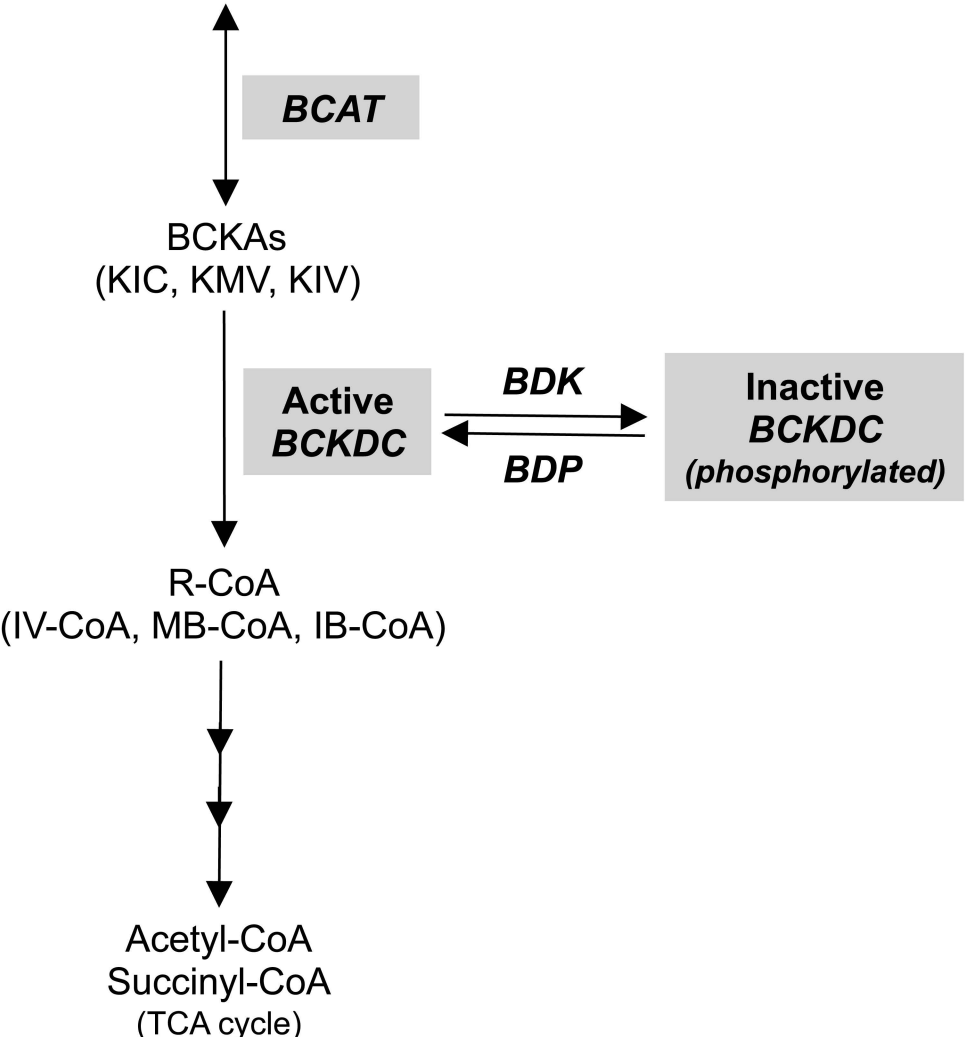 BCAT
BCKAs
(KIC, KMV, KIV)
Active
BCKDC
BDK
BDP
Inactive
BCKDC
(phosphorylated)
R-CoA
(IV-CoA, MB-CoA, IB-CoA)
Acetyl-CoA
Succinyl-CoA
(TCA cycle)